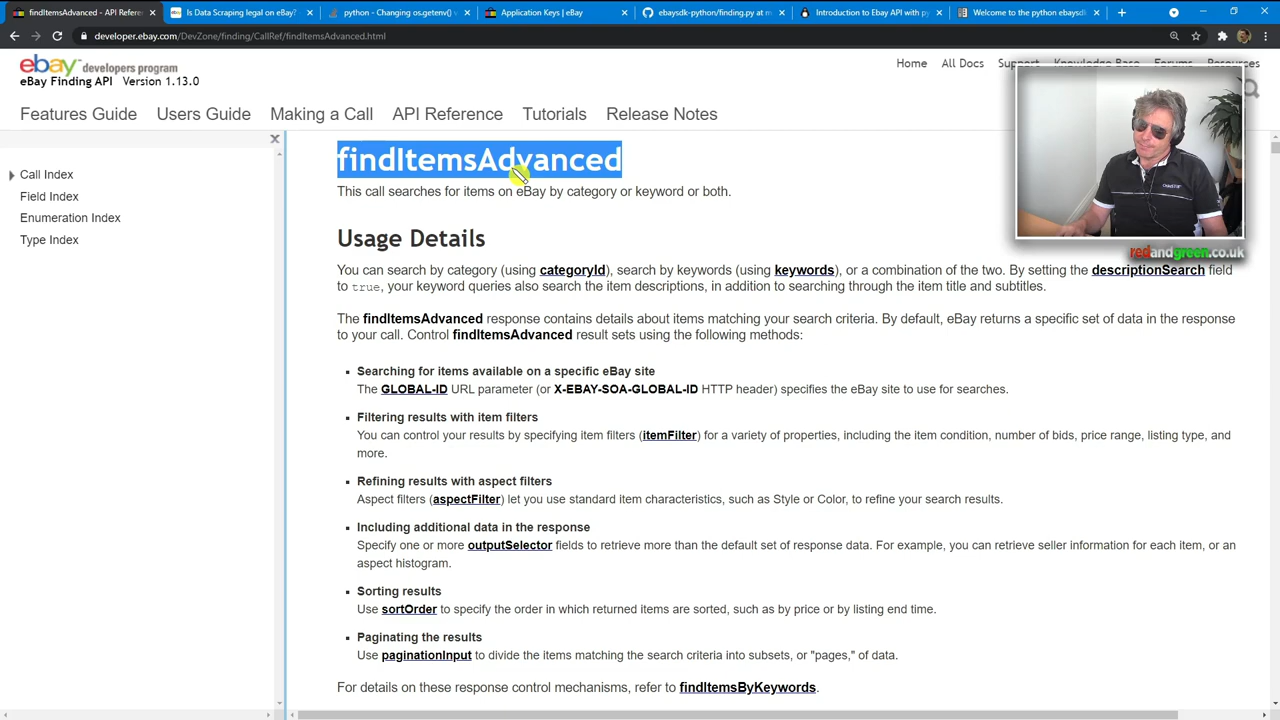 findItemsAdvanced - API Refere
Is Data Scraping legal on eBay?
python - Changing os.getenv() v
Application Keys | eBay
ebaysdk-python/finding.py at m
Introduction to Ebay API with py
Welcome to the python ebaysdk
developer.ebay.com/DevZone/finding/CallRef/findItemsAdvanced.html
ebay developers program
eBay Finding API Version 1.13.0
Home All Docs Support Knowledge Base Forums Resources
Features Guide Users Guide Making a Call API Reference Tutorials Release Notes
Call Index
Field Index
Enumeration Index
Type Index
findItemsAdvanced
This call searches for items on eBay by category or keyword or both.
Usage Details
You can search by category (using categoryId), search by keywords (using keywords), or a combination of the two. By setting the descriptionSearch field
to true, your keyword queries also search the item descriptions, in addition to searching through the item title and subtitles.
The findItemsAdvanced response contains details about items matching your search criteria. By default, eBay returns a specific set of data in the response
to your call. Control findItemsAdvanced result sets using the following methods:
▪ Searching for items available on a specific eBay site
The GLOBAL-ID URL parameter (or X-EBAY-SOA-GLOBAL-ID HTTP header) specifies the eBay site to use for searches.
▪ Filtering results with item filters
You can control your results by specifying item filters (itemFilter) for a variety of properties, including the item condition, number of bids, price range, listing type, and
more.
▪ Refining results with aspect filters
Aspect filters (aspectFilter) let you use standard item characteristics, such as Style or Color, to refine your search results.
▪ Including additional data in the response
Specify one or more outputSelector fields to retrieve more than the default set of response data. For example, you can retrieve seller information for each item, or an
aspect histogram.
▪ Sorting results
Use sortOrder to specify the order in which returned items are sorted, such as by price or by listing end time.
▪ Paginating the results
Use paginationInput to divide the items matching the search criteria into subsets, or "pages," of data.
For details on these response control mechanisms, refer to findItemsByKeywords.
redandgreen.co.uk